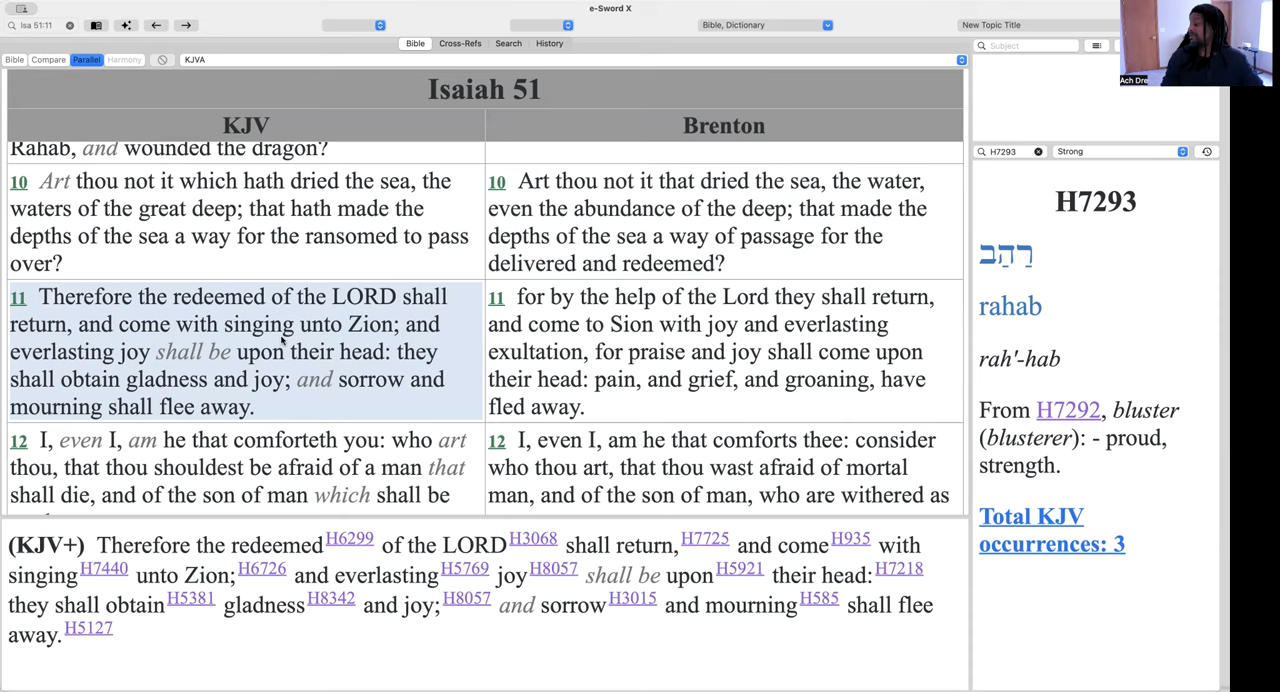 e-Sword X
Isa 51:11
Bible, Dictionary
New Topic Title
Bible Cross-Refs Search History
Subject
Bible Compare Parallel Harmony KJVA
Ach Dre
Isaiah 51
KJV
Brenton
Rahab, and wounded the dragon?
10 Art thou not it which hath dried the sea, the
waters of the great deep; that hath made the
depths of the sea a way for the ransomed to pass
over?
10 Art thou not it that dried the sea, the water,
even the abundance of the deep; that made the
depths of the sea a way of passage for the
delivered and redeemed?
11 Therefore the redeemed of the LORD shall
return, and come with singing unto Zion; and
everlasting joy shall be upon their head: they
shall obtain gladness and joy; and sorrow and
mourning shall flee away.
11 for by the help of the Lord they shall return,
and come to Sion with joy and everlasting
exultation, for praise and joy shall come upon
their head: pain, and grief, and groaning, have
fled away.
12 I, even I, am he that comforteth you: who art
thou, that thou shouldest be afraid of a man that
shall die, and of the son of man which shall be
12 I, even I, am he that comforts thee: consider
who thou art, that thou wast afraid of mortal
man, and of the son of man, who are withered as
(KJV+) Therefore the redeemed H6299 of the LORD H3068 shall return, H7725 and come H935 with
singing H7440 unto Zion; H6726 and everlasting H5769 joy H8057 shall be upon H5921 their head: H7218
they shall obtain H5381 gladness H8342 and joy; H8057 and sorrow H3015 and mourning H585 shall flee
away. H5127
H7293
Strong
H7293
רַהַב
rahab
rah'-hab
From H7292, bluster
(blusterer): - proud,
strength.
Total KJV
occurrences: 3